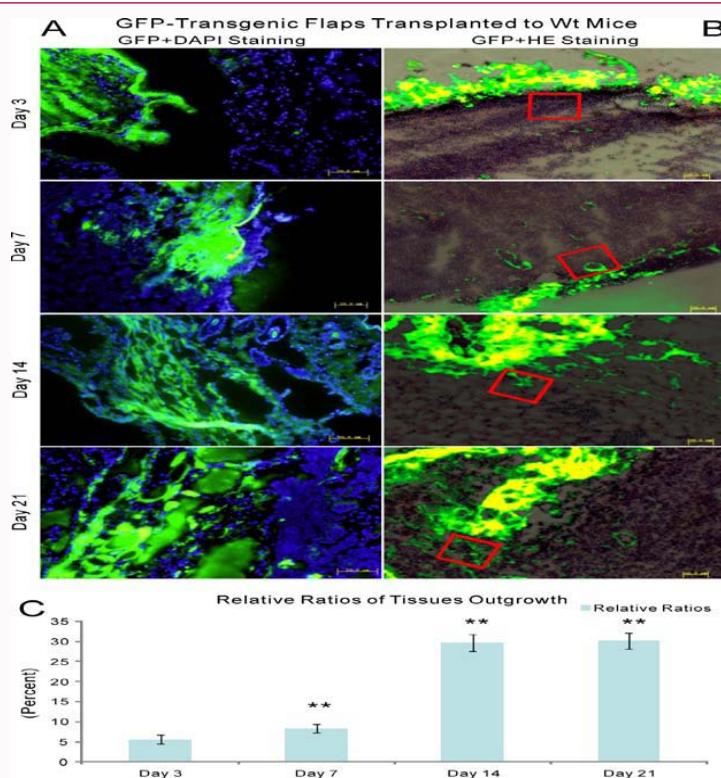 A
GFP-Transgenic Flaps Transplanted to Wt Mice
B
GFP+DAPI Staining
GFP+HE Staining
Day 3
Day 7
Day 14
Day 21
C
Relative Ratios of Tissues Outgrowth
Relative Ratios
(Percent)
35
30
25
20
15
10
5
0
**
**
**
Day 3
Day 7
Day 14
Day 21